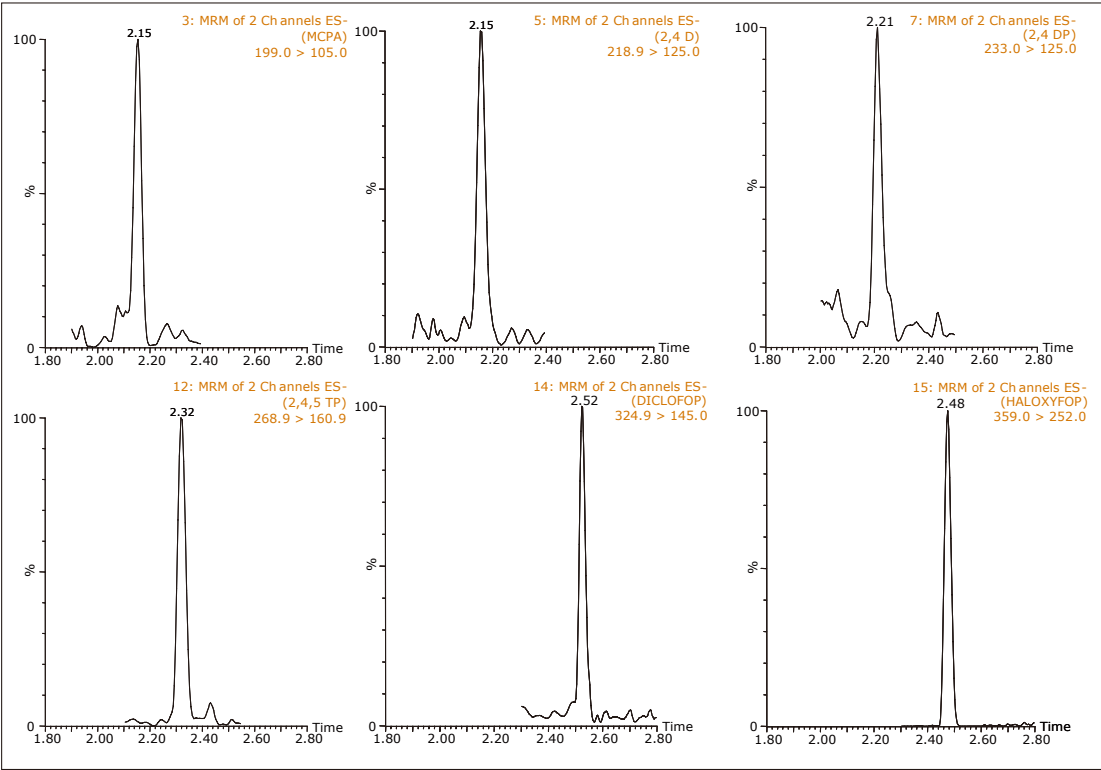 3: MRM of 2 Channels ES-
(MCPA)
199.0 > 105.0
2.15
100
%
0
1.80 2.00 2.20 2.40 2.60 2.80
Time
5: MRM of 2 Channels ES-
(2,4 D)
218.9 > 125.0
2.15
100
%
0
1.80 2.00 2.20 2.40 2.60 2.80
Time
7: MRM of 2 Channels ES-
(2,4 DP)
233.0 > 125.0
2.21
100
%
0
1.80 2.00 2.20 2.40 2.60 2.80
Time
12: MRM of 2 Channels ES-
(2,4,5 TP)
268.9 > 160.9
2.32
100
%
0
1.80 2.00 2.20 2.40 2.60 2.80
Time
14: MRM of 2 Channels ES-
(DICLOFOP)
324.9 > 145.0
2.52
100
%
0
1.80 2.00 2.20 2.40 2.60 2.80
Time
15: MRM of 2 Channels ES-
(HALOXYFOP)
359.0 > 252.0
2.48
100
%
0
1.80 2.00 2.20 2.40 2.60 2.80
Time